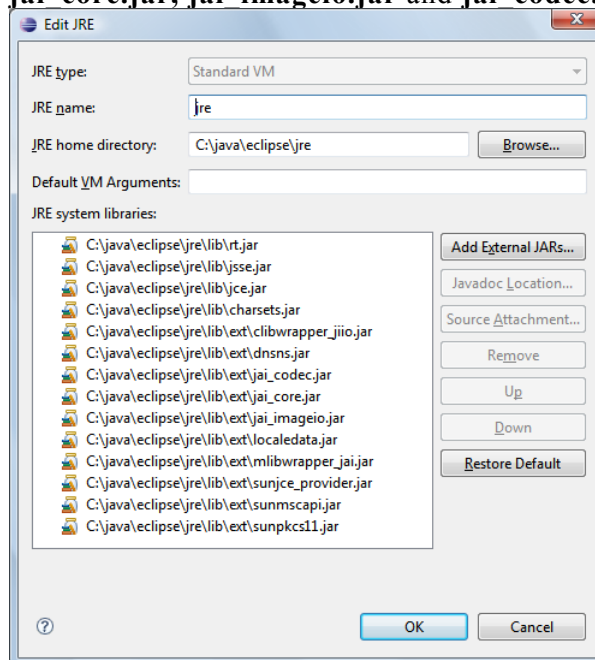 jai_core.jar, jai_imageio.jar and jai_codec.
Edit JRE
JRE type: Standard VM
JRE name: jre
JRE home directory: C:\java\eclipse\jre Browse...
Default VM Arguments:
JRE system libraries:
C:\java\eclipse\jre\lib\rt.jar
C:\java\eclipse\jre\lib\jsse.jar
C:\java\eclipse\jre\lib\jce.jar
C:\java\eclipse\jre\lib\charsets.jar
C:\java\eclipse\jre\lib\ext\clibwrapper_jiio.jar
C:\java\eclipse\jre\lib\ext\dnsns.jar
C:\java\eclipse\jre\lib\ext\jai_codec.jar
C:\java\eclipse\jre\lib\ext\jai_core.jar
C:\java\eclipse\jre\lib\ext\jai_imageio.jar
C:\java\eclipse\jre\lib\ext\localedata.jar
C:\java\eclipse\jre\lib\ext\mlibwrapper_jai.jar
C:\java\eclipse\jre\lib\ext\sunjce_provider.jar
C:\java\eclipse\jre\lib\ext\sunmscapi.jar
C:\java\eclipse\jre\lib\ext\sunpkcs11.jar
Add External JARs...
Javadoc Location...
Source Attachment...
Remove
Up
Down
Restore Default
? OK Cancel